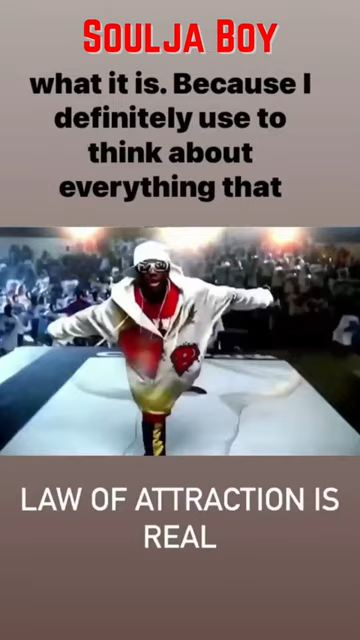 SOULJA BOY
what it is. Because I
definitely use to
think about
everything that
LAW OF ATTRACTION IS
REAL